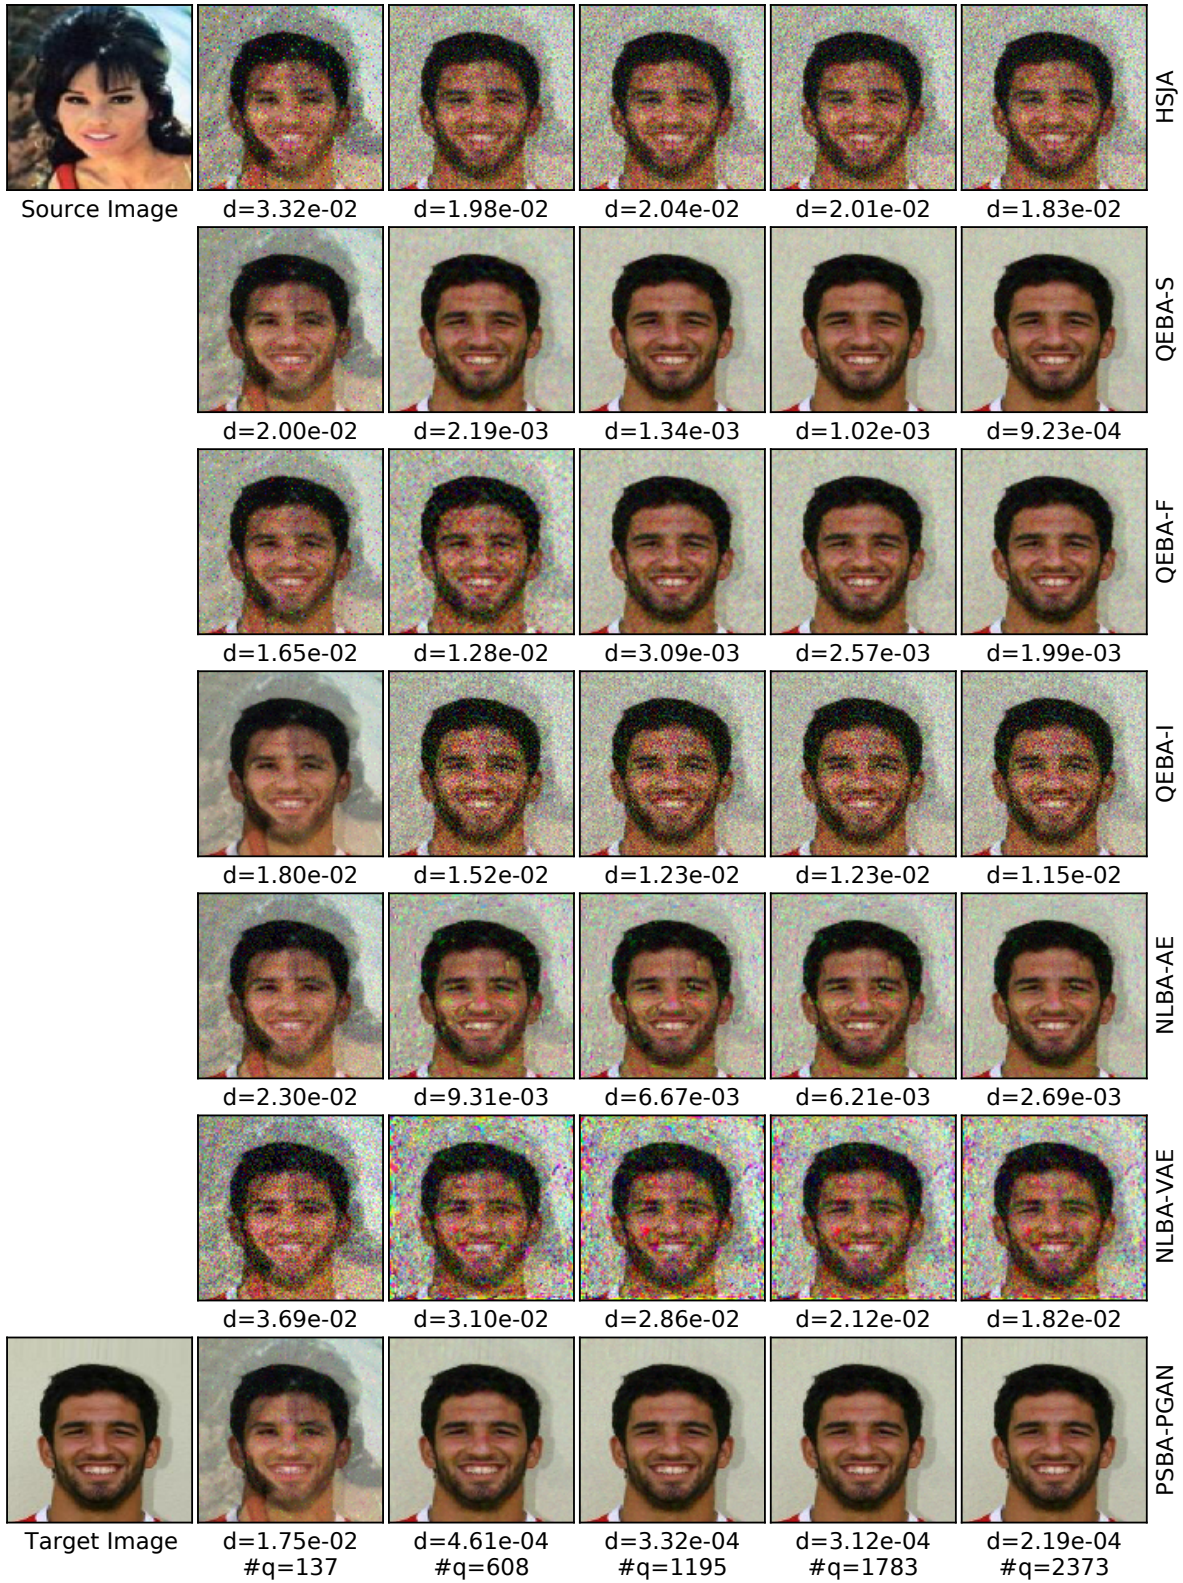 HSJA
Source Image
d=3.32e-02 d=1.98e-02 d=2.04e-02 d=2.01e-02 d=1.83e-02
QEBA-S
d=2.00e-02 d=2.19e-03 d=1.34e-03 d=1.02e-03 d=9.23e-04
QEBA-F
d=1.65e-02 d=1.28e-02 d=3.09e-03 d=2.57e-03 d=1.99e-03
QEBA-I
d=1.80e-02 d=1.52e-02 d=1.23e-02 d=1.23e-02 d=1.15e-02
NLBA-AE
d=2.30e-02 d=9.31e-03 d=6.67e-03 d=6.21e-03 d=2.69e-03
NLBA-VAE
d=3.69e-02 d=3.10e-02 d=2.86e-02 d=2.12e-02 d=1.82e-02
PSBA-PGAN
Target Image d=1.75e-02 d=4.61e-04 d=3.32e-04 d=3.12e-04 d=2.19e-04
#q=137 #q=608 #q=1195 #q=1783 #q=2373